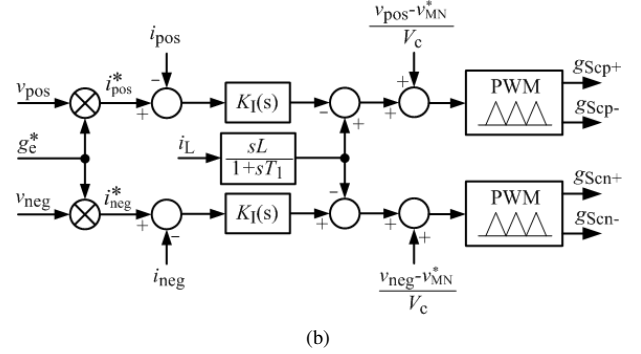 i_pos
v_pos-v*_MN
V_c
v_pos
i*_pos
-
+
K_I(s)
-
+
+
+
PWM
g_Scp+
g_Scp-
g*_e
i_L
sL
1+sT_1
v_neg
i*_neg
+
-
K_I(s)
-
+
+
+
PWM
g_Scn+
g_Scn-
i_neg
v_neg-v*_MN
V_c
(b)